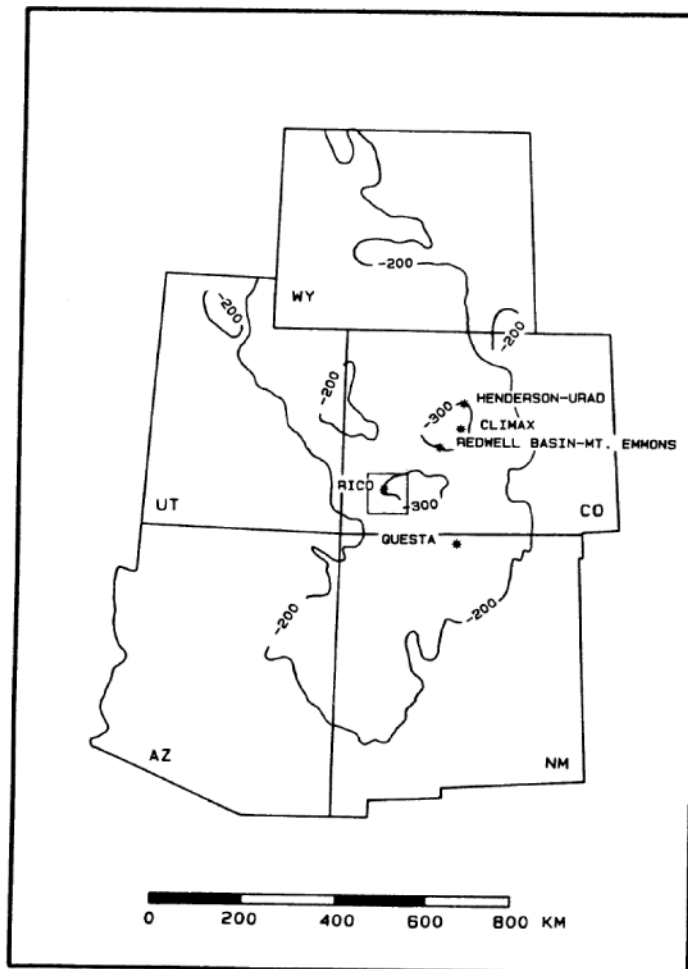 -200
WY
-200
-200
-200
-300
HENDERSON-URAD
CLIMAX
REDWELL BASIN-MT. EMMONS
RICO
-300
UT
CO
QUESTA
-200
-200
AZ
NM
0 200 400 600 800 KM